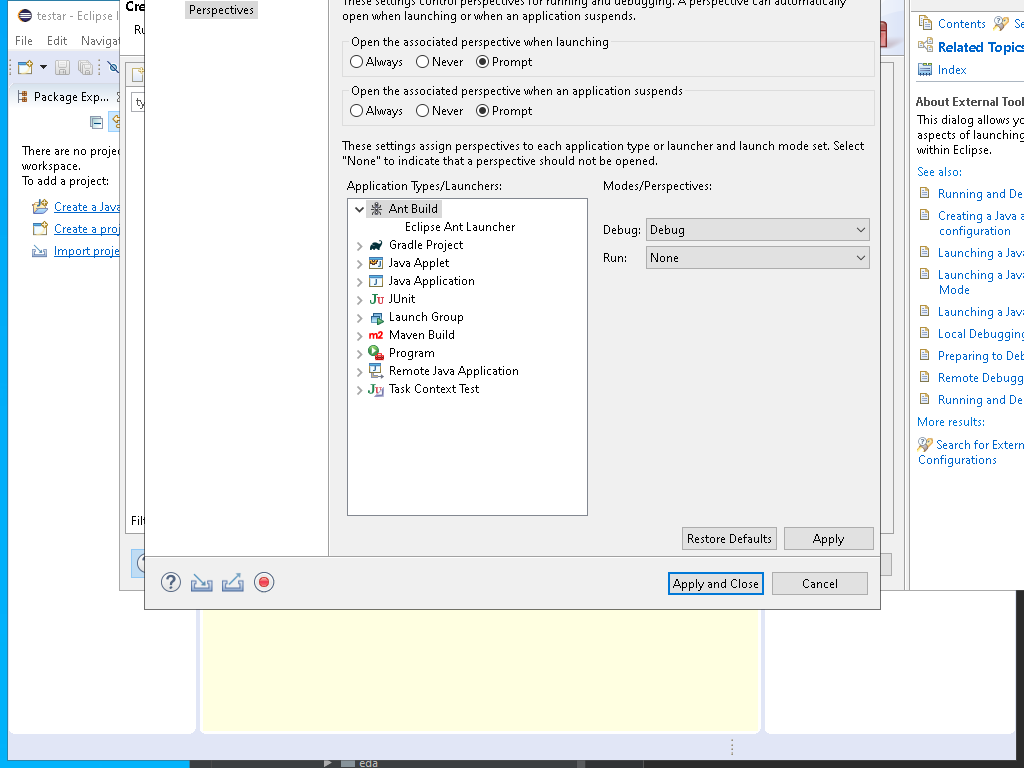 testar - Eclipse
File Edit Navigat
Package Exp...
There are no proje
workspace.
To add a project:
Create a Java
Create a proj
Import proje
Cre
Ru
ty
Filt
Perspectives
These settings control perspectives for running and debugging. A perspective can automatically
open when launching or when an application suspends.
Open the associated perspective when launching
Always Never Prompt
Open the associated perspective when an application suspends
Always Never Prompt
These settings assign perspectives to each application type or launcher and launch mode set. Select
"None" to indicate that a perspective should not be opened.
Application Types/Launchers:
Ant Build
Eclipse Ant Launcher
Gradle Project
Java Applet
Java Application
JUnit
Launch Group
m2 Maven Build
Program
Remote Java Application
Task Context Test
Modes/Perspectives:
Debug: Debug
Run: None
Restore Defaults Apply
Apply and Close Cancel
Contents Se
Related Topics
Index
About External Tool
This dialog allows yo
aspects of launching
within Eclipse.
See also:
Running and De
Creating a Java a
configuration
Launching a Java
Launching a Java
Mode
Launching a Java
Local Debugging
Preparing to Deb
Remote Debugg
Running and De
More results:
Search for Extern
Configurations
eda